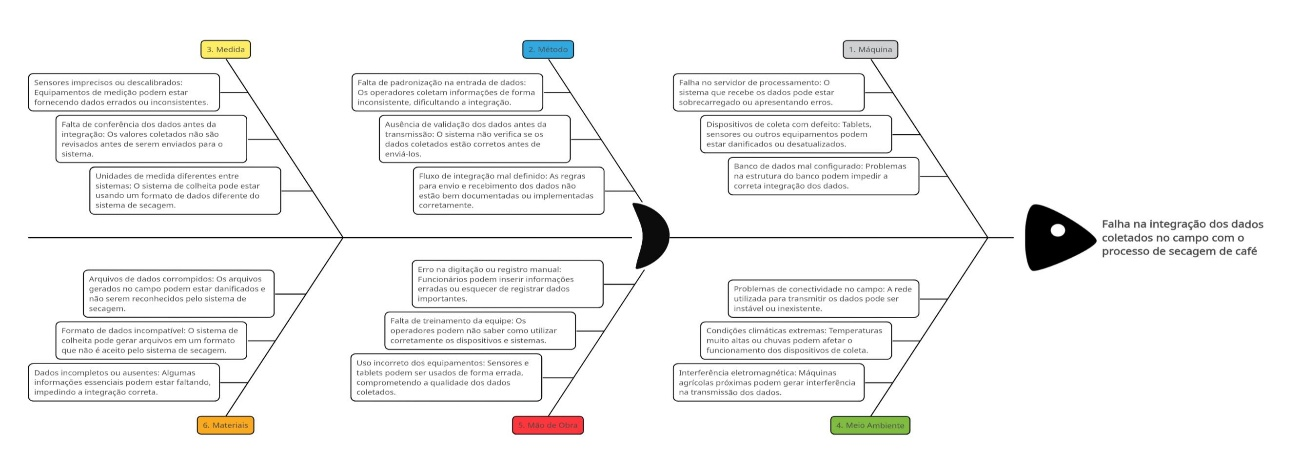 3. Medida
Sensores imprecisos ou descalibrados:
Equipamentos de medição podem estar
fornecendo dados errados ou inconsistentes.
Falta de conferência dos dados antes da
integração: Os valores coletados não são
revisados antes de serem enviados para o
sistema.
Unidades de medida diferentes entre
sistemas: O sistema de colheita pode estar
usando um formato de dados diferente do
sistema de secagem.
2. Método
Falta de padronização na entrada de dados:
Os operadores coletam informações de forma
inconsistente, dificultando a integração.
Ausência de validação dos dados antes da
transmissão: O sistema não verifica se os
dados coletados estão corretos antes de
enviá-los.
Fluxo de integração mal definido: As regras
para envio e recebimento dos dados não
estão bem documentadas ou implementadas
corretamente.
1. Máquina
Falha no servidor de processamento: O
sistema que recebe os dados pode estar
sobrecarregado ou apresentando erros.
Dispositivos de coleta com defeito: Tablets,
sensores ou outros equipamentos podem
estar danificados ou desatualizados.
Banco de dados mal configurado: Problemas
na estrutura do banco podem impedir a
correta integração dos dados.
Falha na integração dos dados
coletados no campo com o
processo de secagem de café
Arquivos de dados corrompidos: Os arquivos
gerados no campo podem estar danificados e
não serem reconhecidos pelo sistema de
secagem.
Formato de dados incompatível: O sistema de
colheita pode gerar arquivos em um formato
que não é aceito pelo sistema de secagem.
Dados incompletos ou ausentes: Algumas
informações essenciais podem estar faltando,
impedindo a integração correta.
6. Materiais
Erro na digitação ou registro manual:
Funcionários podem inserir informações
erradas ou esquecer de registrar dados
importantes.
Falta de treinamento da equipe: Os
operadores podem não saber como utilizar
corretamente os dispositivos e sistemas.
Uso incorreto dos equipamentos: Sensores e
tablets podem ser usados de forma errada,
comprometendo a qualidade dos dados
coletados.
5. Mão de Obra
Problemas de conectividade no campo: A rede
utilizada para transmitir os dados pode ser
instável ou inexistente.
Condições climáticas extremas: Temperaturas
muito altas ou chuvas podem afetar o
funcionamento dos dispositivos de coleta.
Interferência eletromagnética: Máquinas
agrícolas próximas podem gerar interferência
na transmissão dos dados.
4. Meio Ambiente